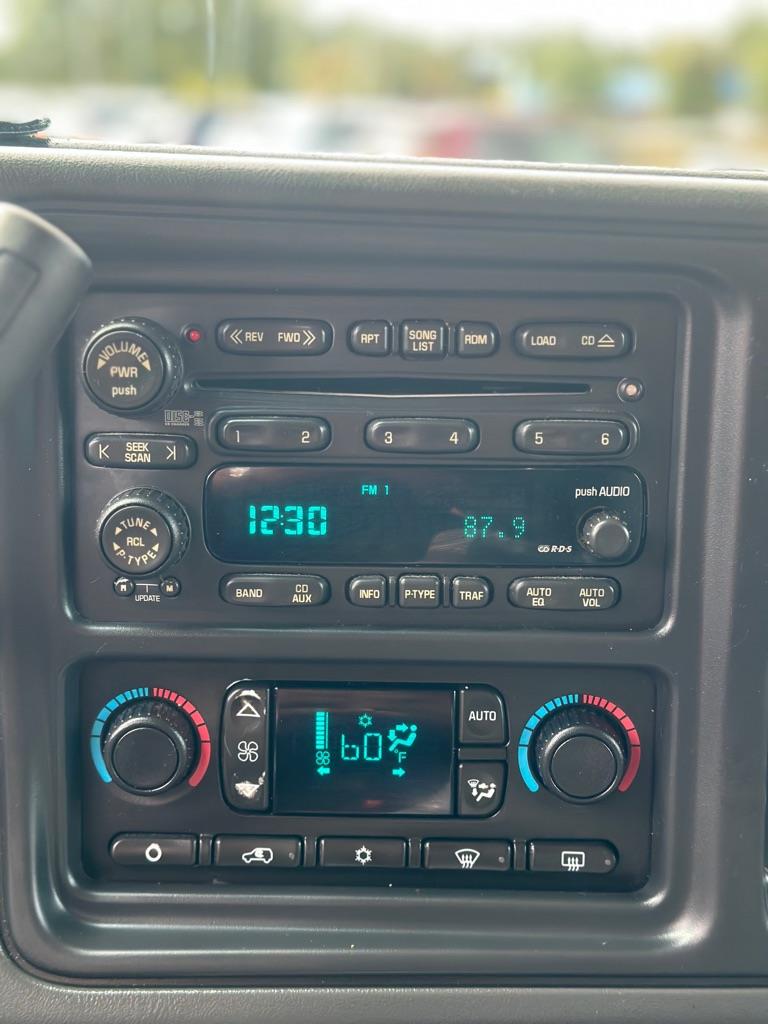 VOLUME
PWR
push
REV FWD
RPT
SONG
LIST
RDM
LOAD CD
1 2
3 4
5 6
SEEK
SCAN
FM 1
12:30
87.9
push AUDIO
R·D·S
TUNE
RCL
P-TYPE
H M
UPDATE
BAND CD
AUX
INFO
P-TYPE
TRAF
AUTO
EQ
AUTO
VOL
60 °F
AUTO